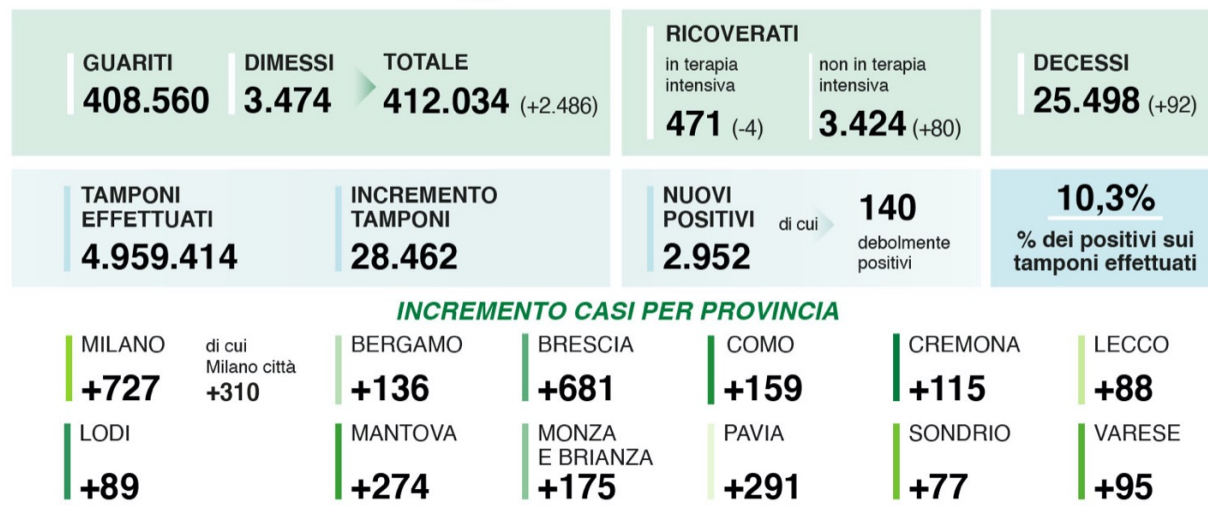 GUARITI
408.560
DIMESSI
3.474
TOTALE
412.034 (+2.486)
RICOVERATI
in terapia
intensiva
471 (-4)
non in terapia
intensiva
3.424 (+80)
DECESSI
25.498 (+92)
TAMPONI
EFFETTUATI
4.959.414
INCREMENTO
TAMPONI
28.462
NUOVI
POSITIVI
2.952
di cui
140
debolmente
positivi
10,3%
% dei positivi sui
tamponi effettuati
INCREMENTO CASI PER PROVINCIA
MILANO
+727
di cui
Milano città
+310
BERGAMO
+136
BRESCIA
+681
COMO
+159
CREMONA
+115
LECCO
+88
LODI
+89
MANTOVA
+274
MONZA
E BRIANZA
+175
PAVIA
+291
SONDRIO
+77
VARESE
+95